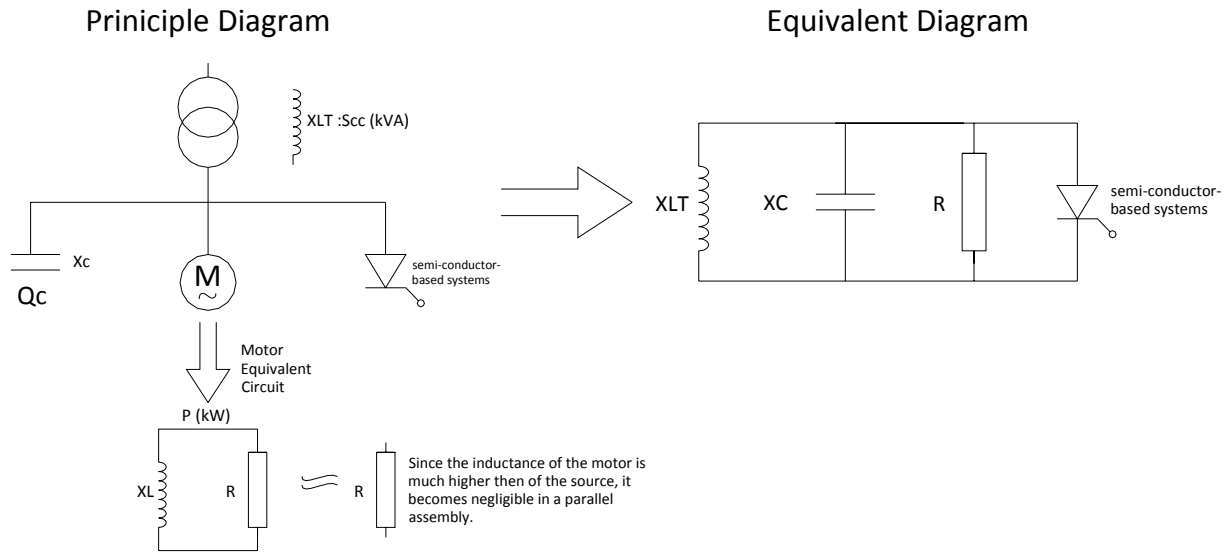 Priniciple Diagram
Equivalent Diagram
XLT :Scc (kVA)
Xc
Qc
M
~
semi-conductor-
based systems
Motor
Equivalent
Circuit
P (kW)
XL
R
R
Since the inductance of the motor is
much higher then of the source, it
becomes negligible in a parallel
assembly.
XLT
XC
R
semi-conductor-
based systems